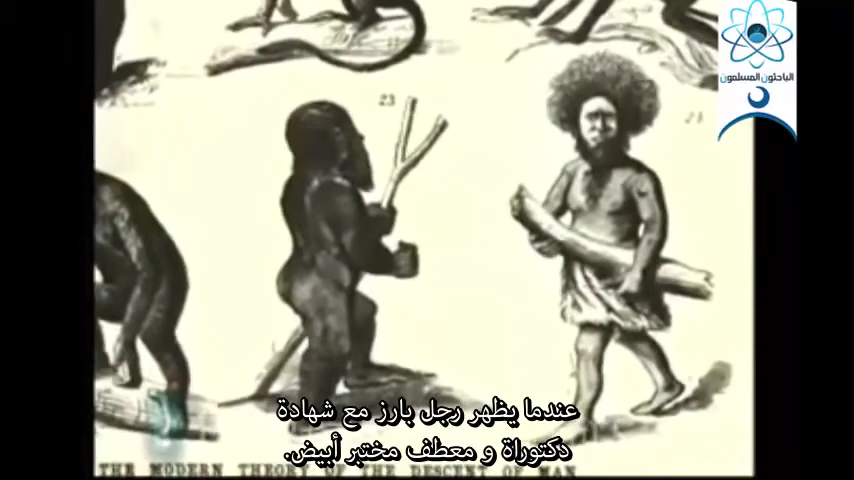 الباحثون المسلمون
23
24
عندما يظهر رجل بارز مع شهادة
دكتوراة و معطف مختبر أبيض.
THE MODERN THEORY OF THE DESCENT OF MAN